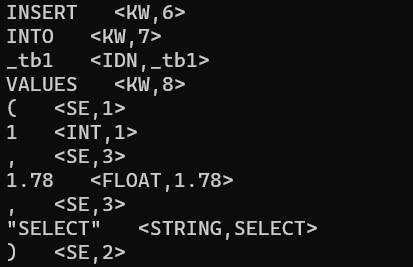 INSERT   <KW,6>
INTO   <KW,7>
_tb1   <IDN,_tb1>
VALUES   <KW,8>
(   <SE,1>
1   <INT,1>
,   <SE,3>
1.78   <FLOAT,1.78>
,   <SE,3>
"SELECT"   <STRING,SELECT>
)   <SE,2>